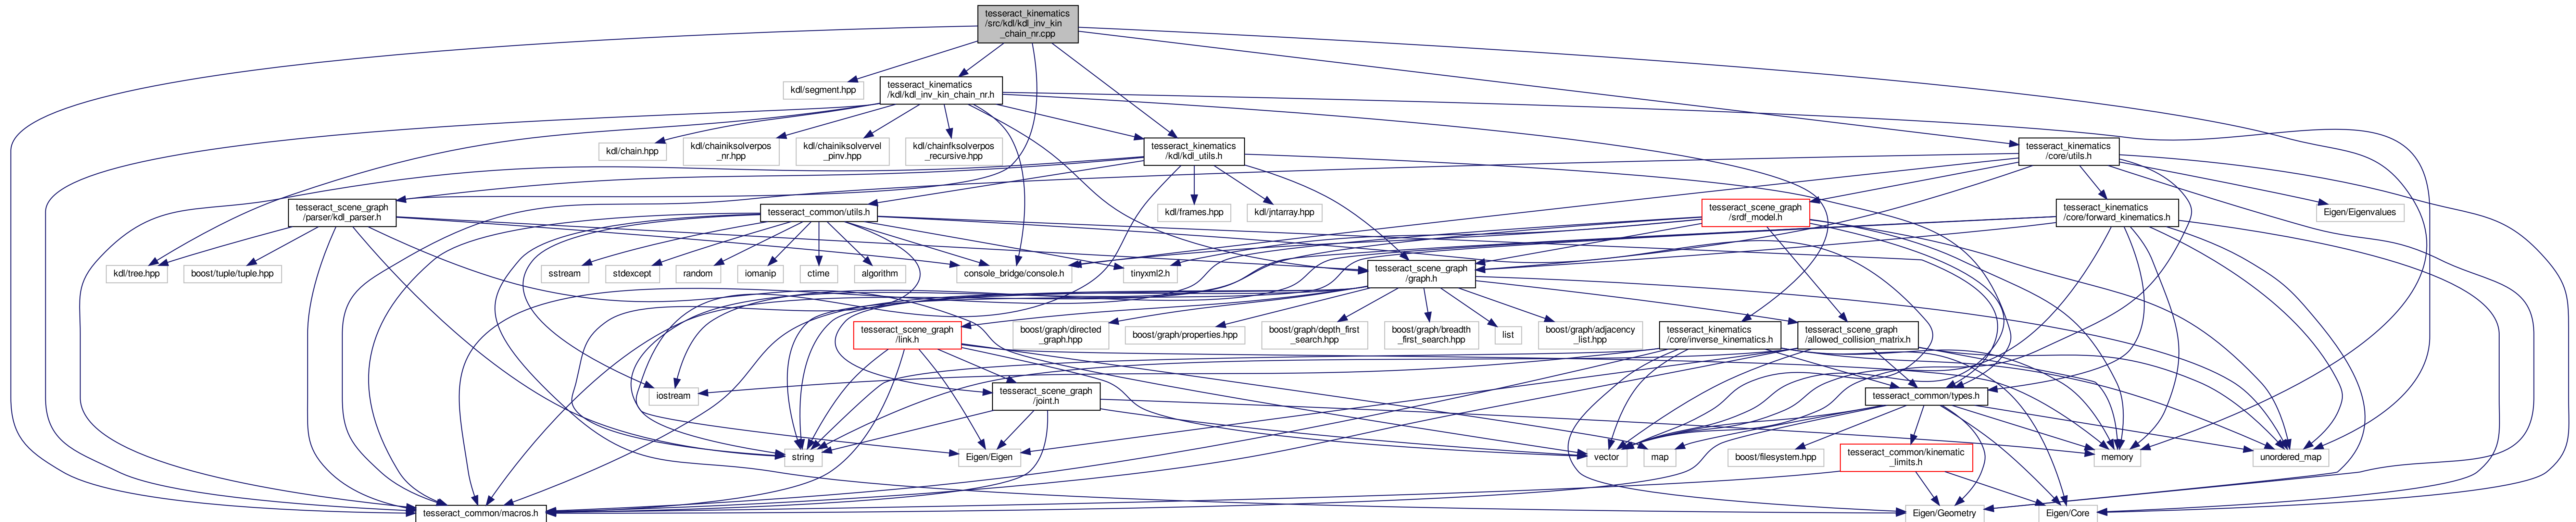 tesseract_kinematics
/src/kdl/kdl_inv_kin
_chain_nr.cpp
kdl/segment.hpp
tesseract_kinematics
/kdl/kdl_inv_kin_chain_nr.h
kdl/chain.hpp
kdl/chainiksolverpos
_nr.hpp
kdl/chainiksolvervel
_pinv.hpp
kdl/chainfksolverpos
_recursive.hpp
tesseract_kinematics
/kdl/kdl_utils.h
tesseract_kinematics
/core/utils.h
tesseract_scene_graph
/parser/kdl_parser.h
tesseract_common/utils.h
kdl/frames.hpp
kdl/jntarray.hpp
tesseract_scene_graph
/srdf_model.h
tesseract_kinematics
/core/forward_kinematics.h
Eigen/Eigenvalues
kdl/tree.hpp
boost/tuple/tuple.hpp
sstream
stdexcept
random
iomanip
ctime
algorithm
console_bridge/console.h
tinyxml2.h
tesseract_scene_graph
/graph.h
tesseract_scene_graph
/link.h
boost/graph/directed
_graph.hpp
boost/graph/properties.hpp
boost/graph/depth_first
_search.hpp
boost/graph/breadth
_first_search.hpp
list
boost/graph/adjacency
_list.hpp
tesseract_kinematics
/core/inverse_kinematics.h
tesseract_scene_graph
/allowed_collision_matrix.h
iostream
tesseract_scene_graph
/joint.h
tesseract_common/types.h
string
Eigen/Eigen
vector
map
boost/filesystem.hpp
tesseract_common/kinematic
_limits.h
memory
unordered_map
tesseract_common/macros.h
Eigen/Geometry
Eigen/Core